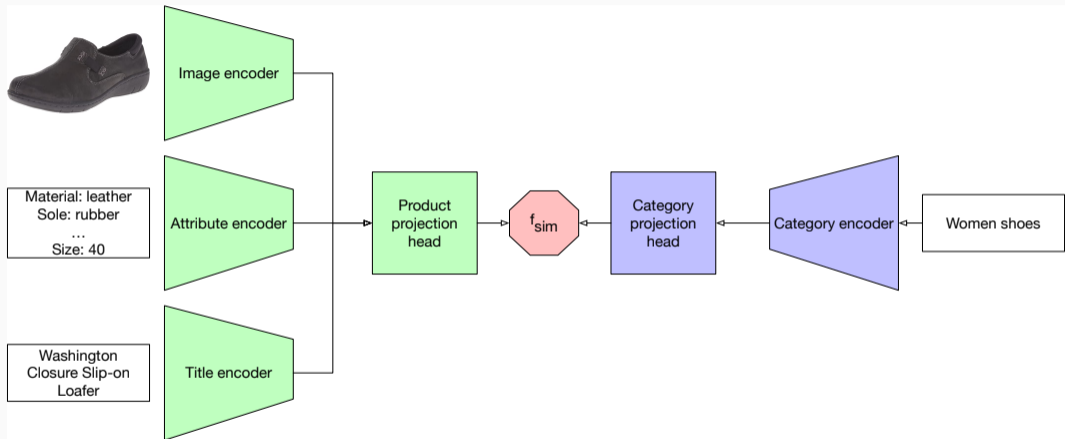 Image encoder
Material: leather
Sole: rubber
...
Size: 40
Attribute encoder
Product
projection
head
f_sim
Category
projection
head
Category encoder
Women shoes
Washington
Closure Slip-on
Loafer
Title encoder